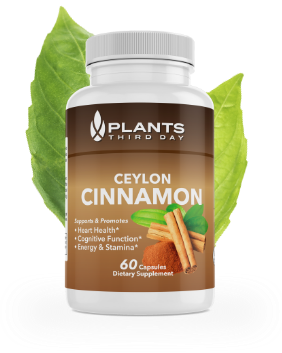 PLANTS
THIRD DAY
CEYLON
CINNAMON
Supports & Promotes
•Heart Health*
•Cognitive Function*
•Energy & Stamina*
60 Capsules
Dietary Supplement